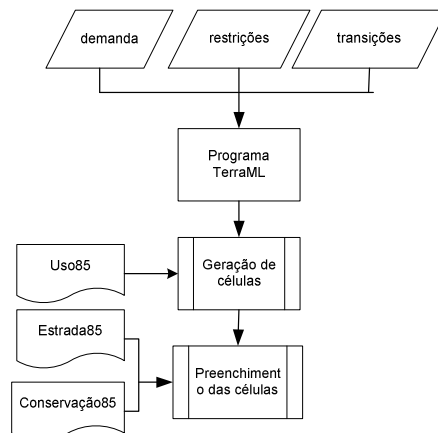 demanda
restrições
transições
Programa
TerraML
Uso85
Geração de
células
Estrada85
Preenchiment
o das células
Conservação85